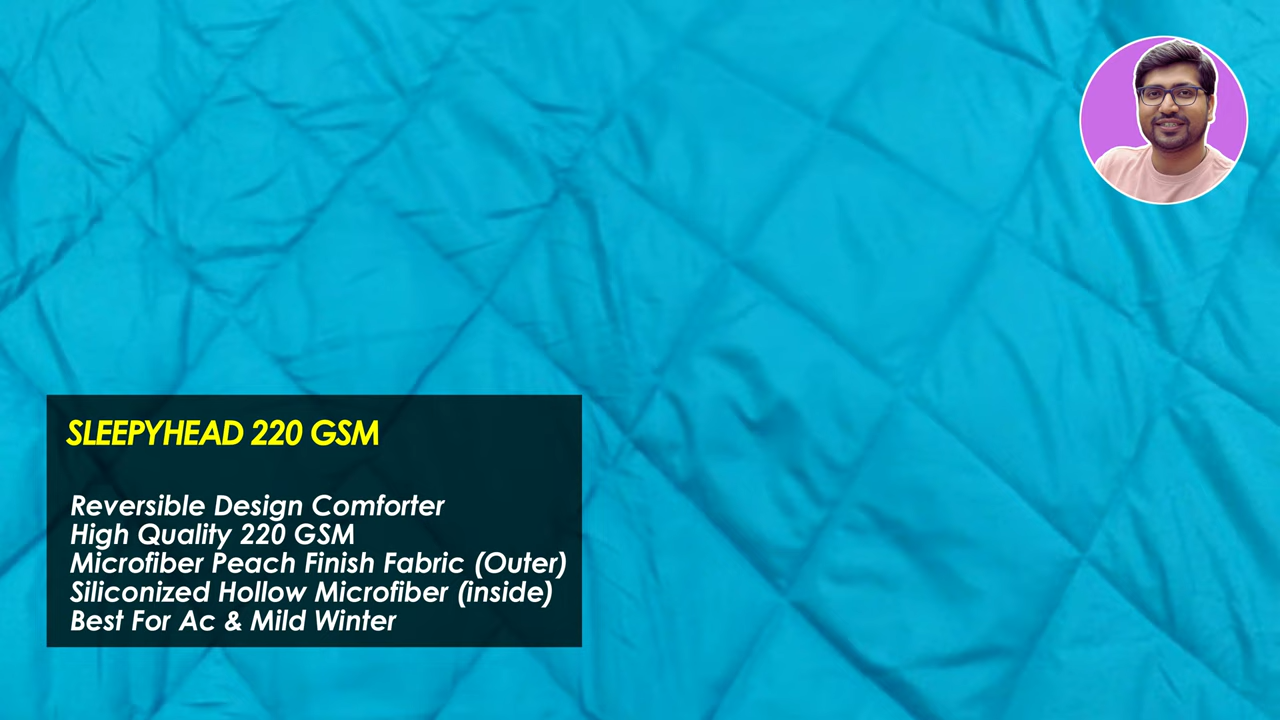 SLEEPYHEAD 220 GSM
Reversible Design Comforter
High Quality 220 GSM
Microfiber Peach Finish Fabric (Outer)
Siliconized Hollow Microfiber (inside)
Best For Ac & Mild Winter